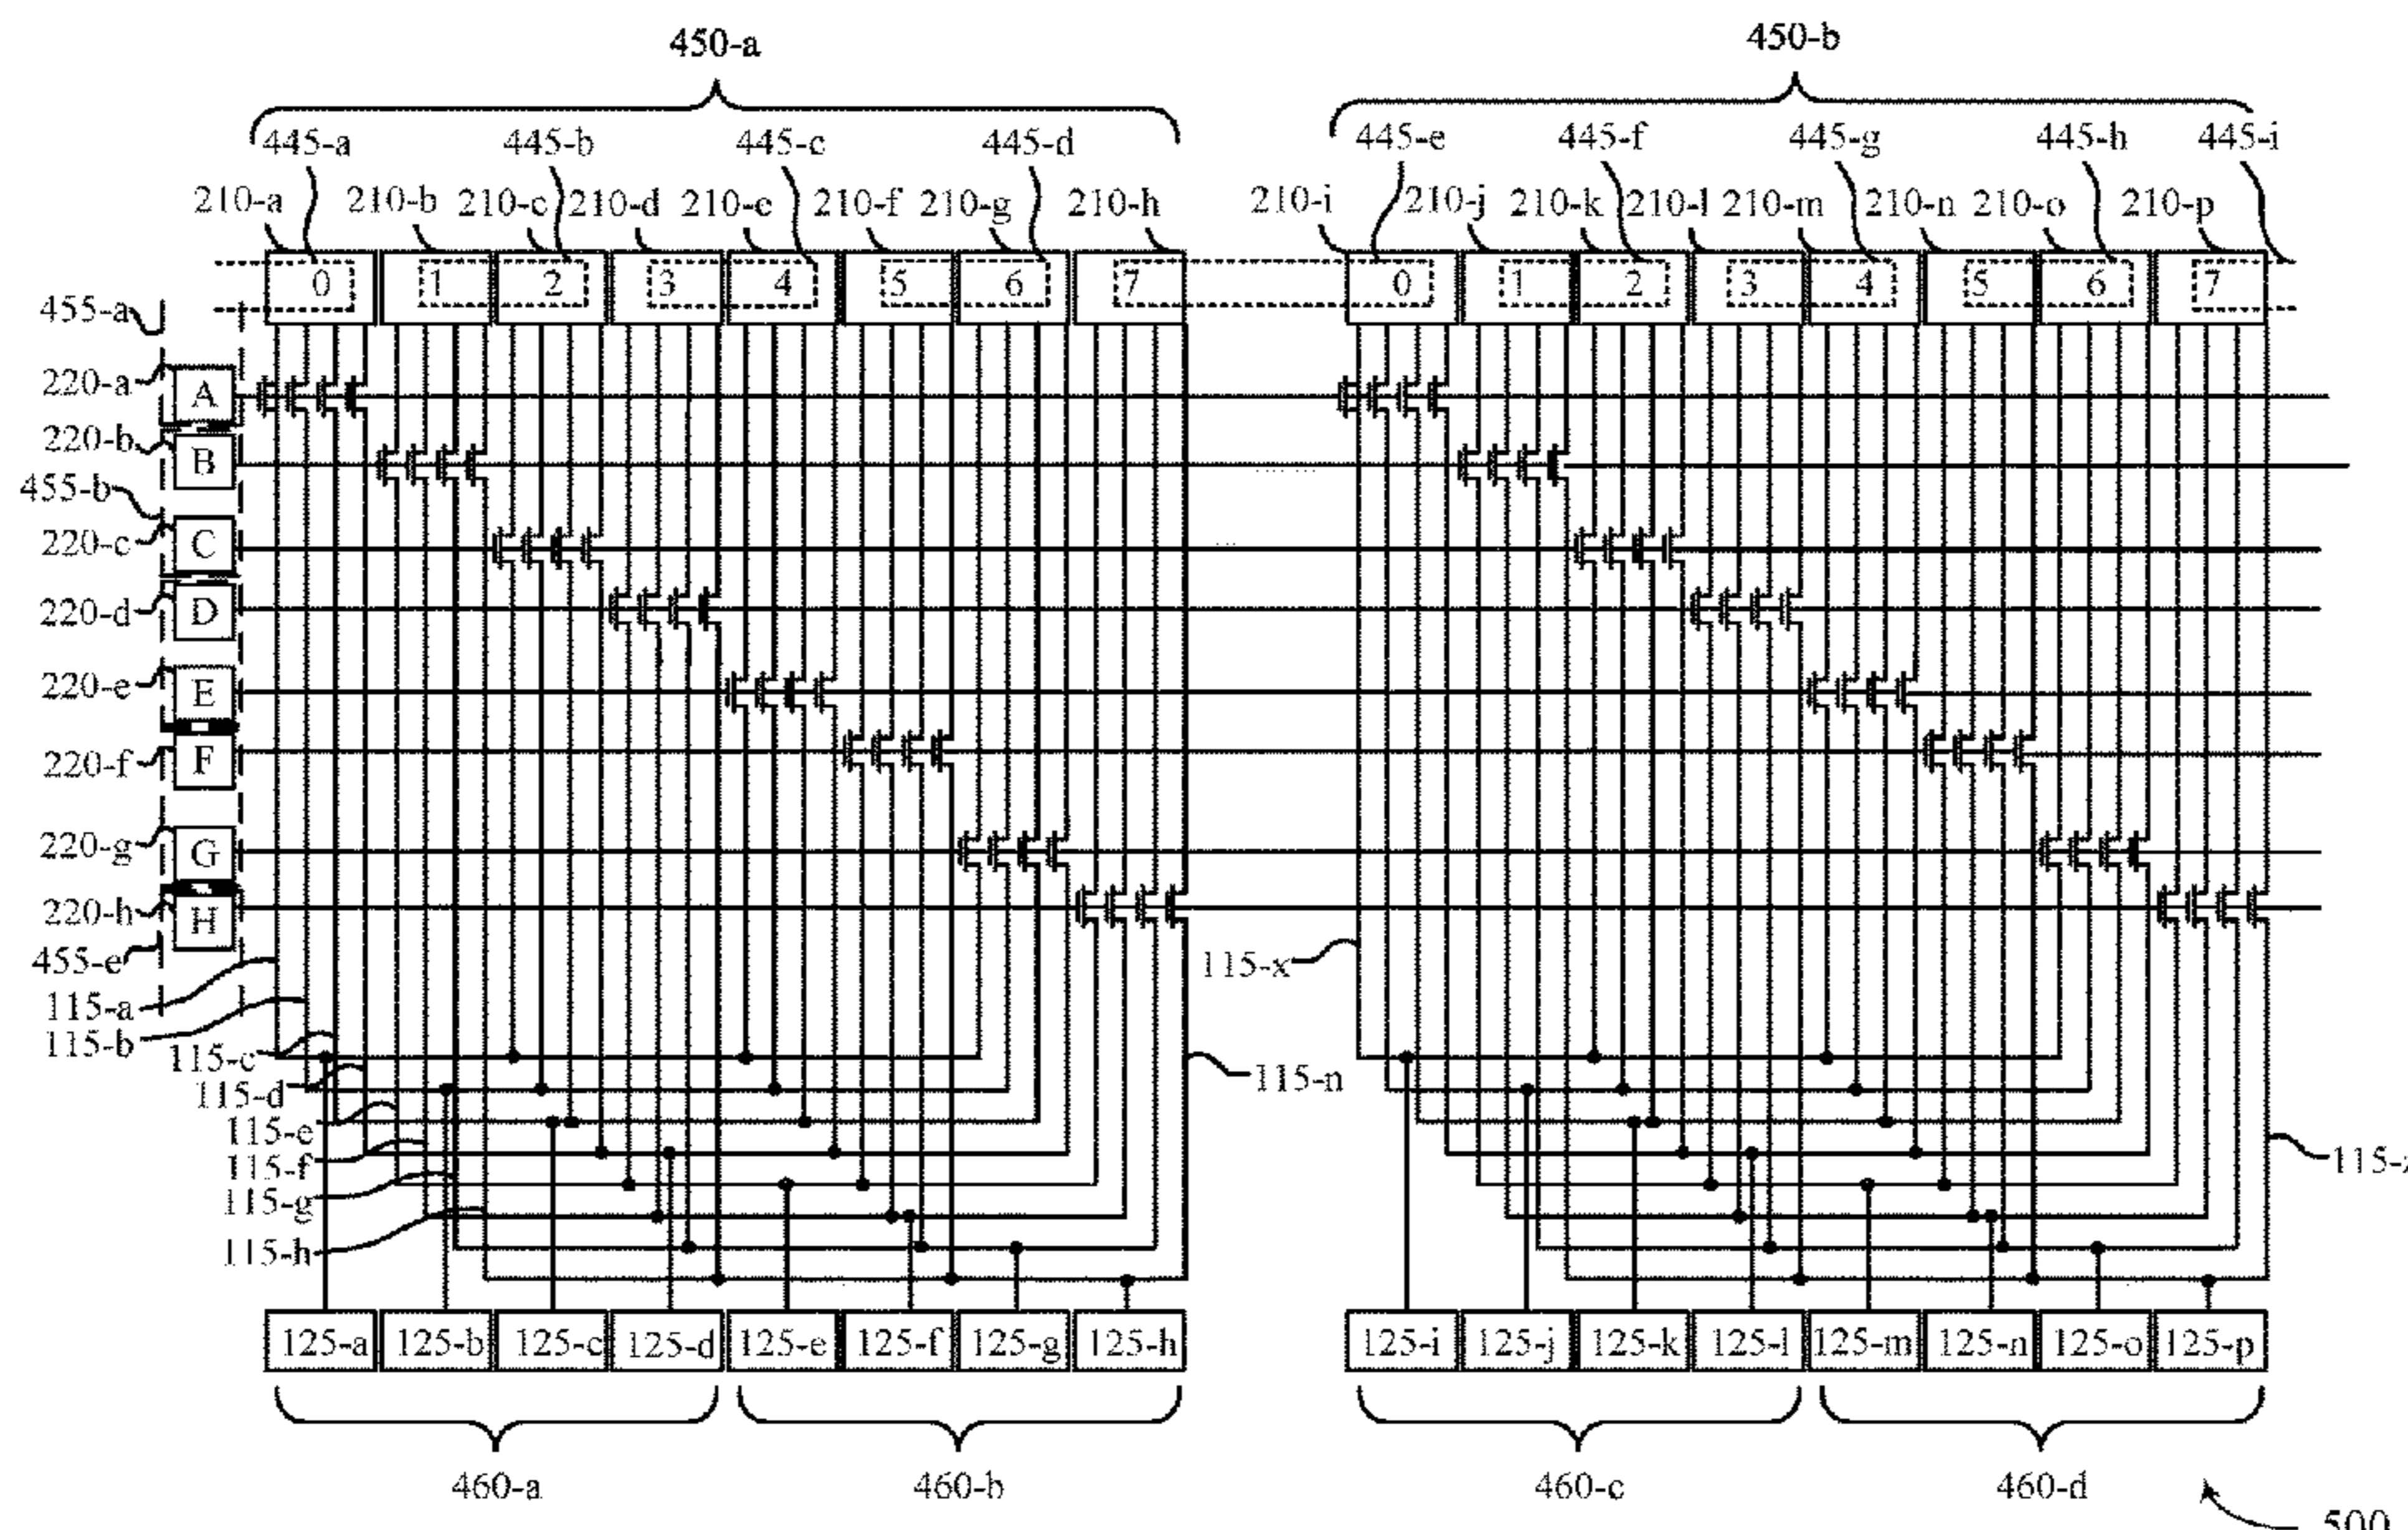 450-a 450-b
445-a 445-b 445-c 445-d 445-e 445-f 445-g 445-h 445-i
210-a 210-b 210-c 210-d 210-e 210-f 210-g 210-h 210-i 210-j 210-k 210-l 210-m 210-n 210-o 210-p
0 1 2 3 4 5 6 7 0 1 2 3 4 5 6 7
455-a
220-a A
220-b B
455-b
220-c C
220-d D
220-e E
220-f F
220-g G
220-h H
455-e
115-x
115-a
115-b
115-c
115-n
115-d
115-e
115-f
115-g
115-h
125-a 125-b 125-c 125-d 125-e 125-f 125-g 125-h 125-i 125-j 125-k 125-l 125-m 125-n 125-o 125-p
460-a 460-b 460-c 460-d
500